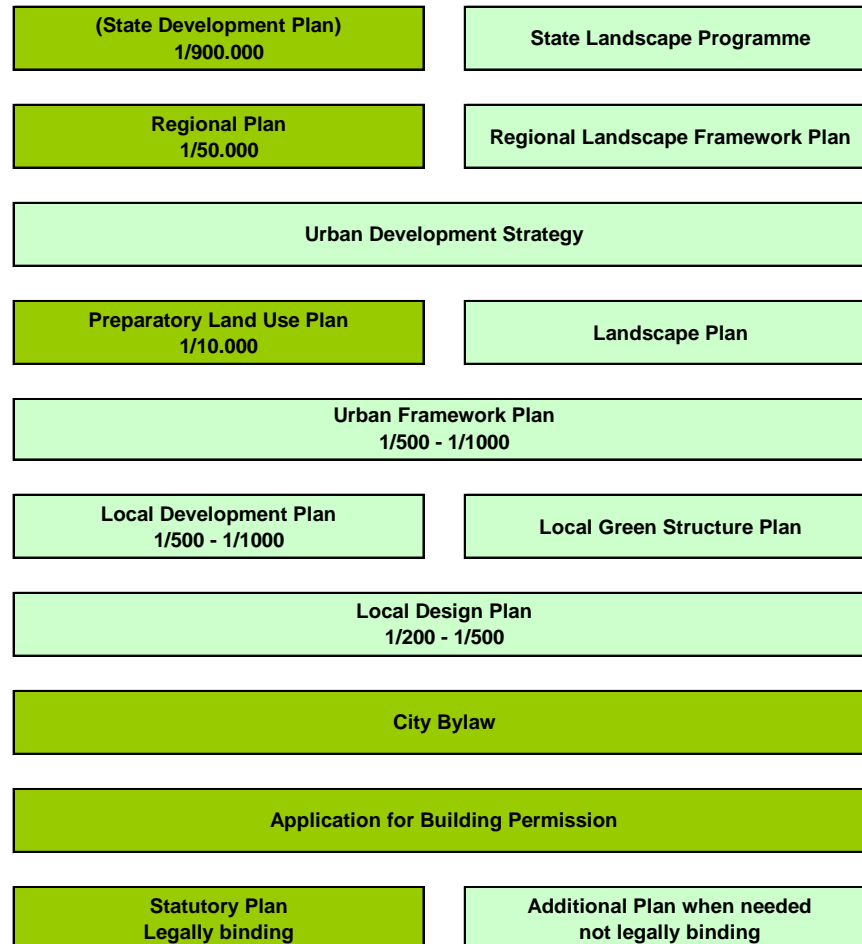 (State Development Plan)
1/900.000
State Landscape Programme
Regional Plan
1/50.000
Regional Landscape Framework Plan
Urban Development Strategy
Preparatory Land Use Plan
1/10.000
Landscape Plan
Urban Framework Plan
1/500 - 1/1000
Local Development Plan
1/500 - 1/1000
Local Green Structure Plan
Local Design Plan
1/200 - 1/500
City Bylaw
Application for Building Permission
Statutory Plan
Legally binding
Additional Plan when needed
not legally binding